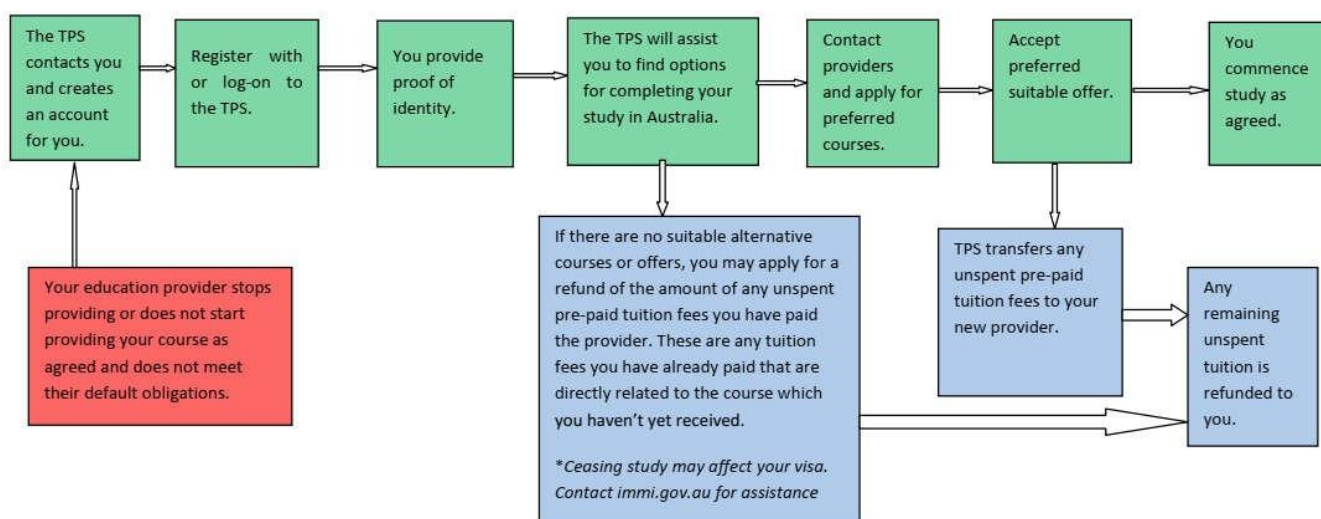 The TPS
contacts you
and creates
an account
for you.
Register with
or log-on to
the TPS.
You provide
proof of
identity.
The TPS will assist
you to find options
for completing your
study in Australia.
Contact
providers
and apply for
preferred
courses.
Accept
preferred
suitable offer.
You
commence
study as
agreed.
Your education provider stops
providing or does not start
providing your course as
agreed and does not meet
their default obligations.
If there are no suitable alternative
courses or offers, you may apply for a
refund of the amount of any unspent
pre-paid tuition fees you have paid
the provider. These are any tuition
fees you have already paid that are
directly related to the course which
you haven’t yet received.
*Ceasing study may affect your visa.
Contact immi.gov.au for assistance
TPS transfers any
unspent pre-paid
tuition fees to your
new provider.
Any
remaining
unspent
tuition is
refunded to
you.